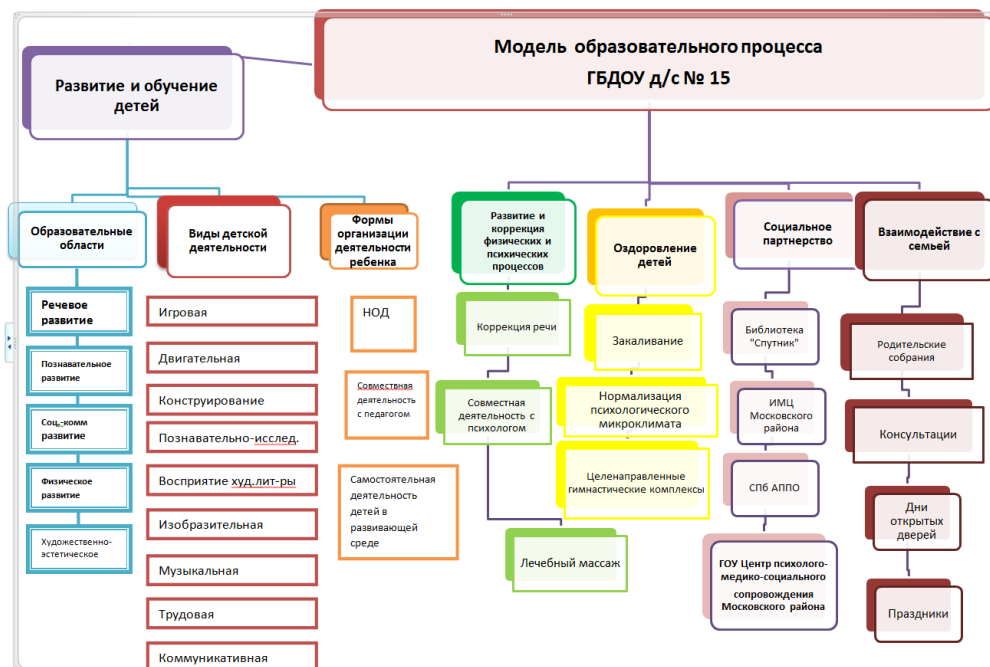 Модель образовательного процесса
ГБДОУ д/с № 15
Развитие и обучение
детей
Образовательные
области
Виды детской
деятельности
Формы
организации
деятельности
ребенка
Развитие и
коррекция
физических и
психических
процессов
Оздоровление
детей
Социальное
партнерство
Взаимодействие с
семьей
Речевое
развитие
Познавательное
развитие
Соц.-комм
развитие
Физическое
развитие
Художественно-
эстетическое
Игровая
Двигательная
Конструирование
Познавательно-исслед.
Восприятие худ.лит-ры
Изобразительная
Музыкальная
Трудовая
Коммуникативная
НОД
Совместная
деятельность
с педагогом
Самостоятельная
деятельность
детей в
развивающей
среде
Коррекция речи
Совместная
деятельность с
психологом
Лечебный массаж
Закаливание
Нормализация
психологического
микроклимата
Целенаправленные
гимнастические комплексы
Библиотека
"Спутник"
ИМЦ
Московского
района
СПб АППО
ГОУ Центр психолого-
медико-социального
сопровождения
Московского района
Родительские
собрания
Консультации
Дни
открытых
дверей
Праздники